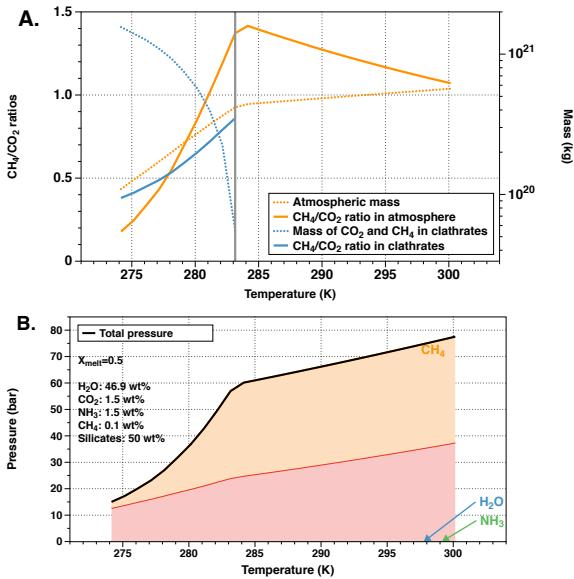 A.
1.5
1.0
0.5
0
CH₄/CO₂ ratios
10²¹
10²⁰
Mass (kg)
Atmospheric mass
CH₄/CO₂ ratio in atmosphere
Mass of CO₂ and CH₄ in clathrates
CH₄/CO₂ ratio in clathrates
275 280 285 290 295 300
Temperature (K)
B.
Total pressure
80
70
60
50
40
30
20
10
0
Pressure (bar)
Xmelt=0.5
H₂O: 46.9 wt%
CO₂: 1.5 wt%
NH₃: 1.5 wt%
CH₄: 0.1 wt%
Silicates: 50 wt%
CH₄
H₂O
NH₃
275 280 285 290 295 300
Temperature (K)